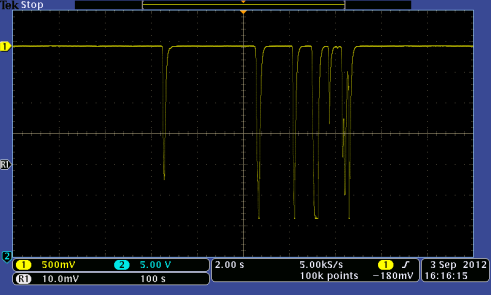 Tek Stop
1
R1
2
1 500mV 2 5.00 V 2.00 s 5.00kS/s 1 3 Sep 2012
100k points −180mV 16:16:15
R1 10.0mV 100 s